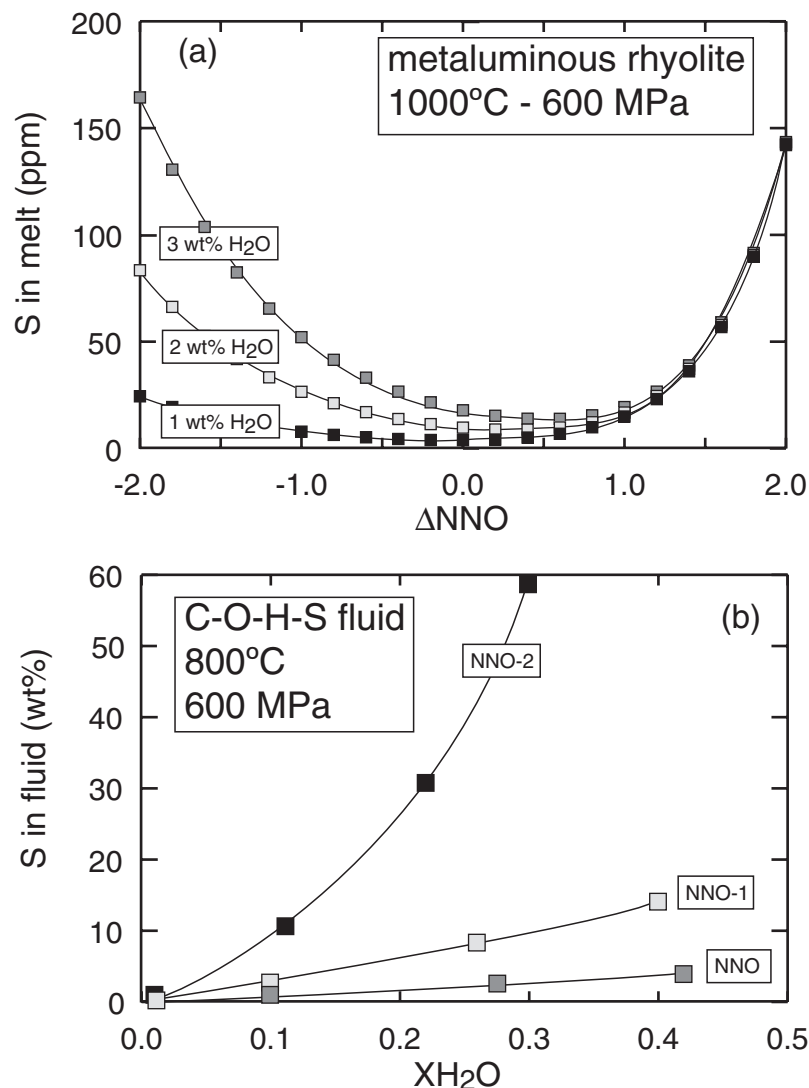 (a)
metaluminous rhyolite
1000ºC - 600 MPa
200
150
100
50
0
S in melt (ppm)
3 wt% H₂O
2 wt% H₂O
1 wt% H₂O
-2.0 -1.0 0.0 1.0 2.0
ΔNNO
(b)
C-O-H-S fluid
800ºC
600 MPa
60
50
40
30
20
10
0
S in fluid (wt%)
NNO-2
NNO-1
NNO
0.0 0.1 0.2 0.3 0.4 0.5
XH₂O